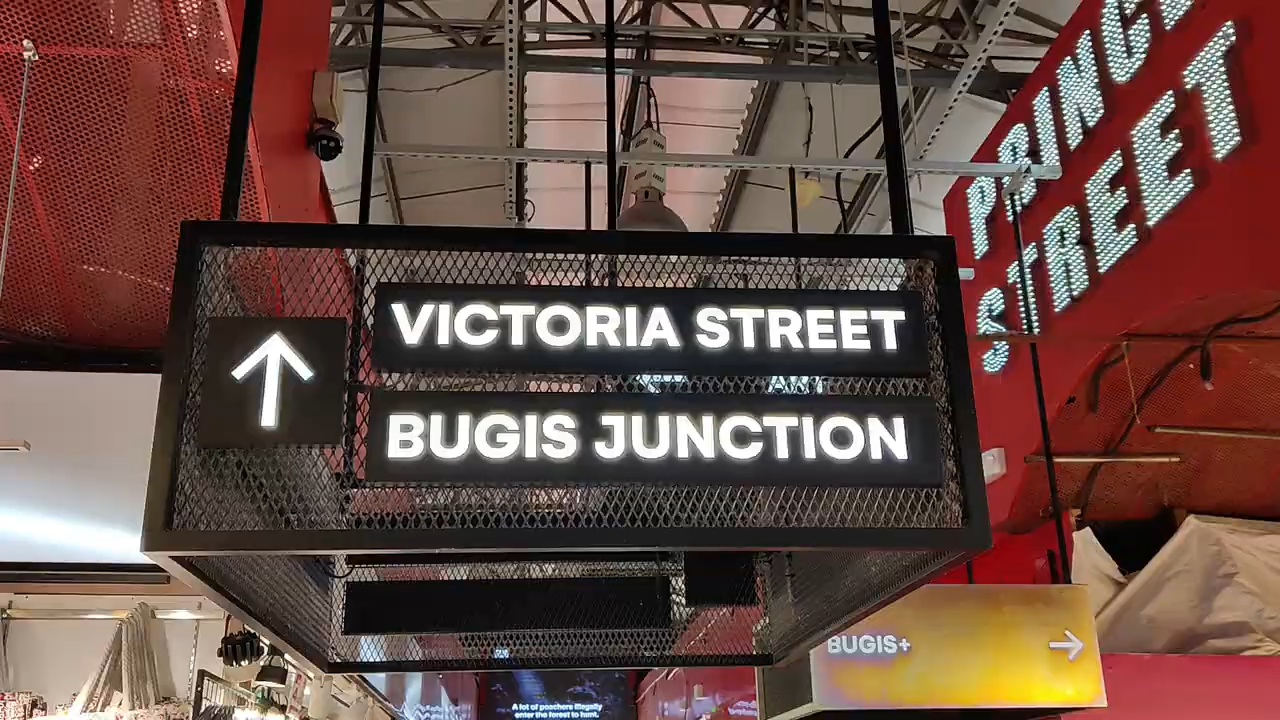 PRINCE
STREET
VICTORIA STREET
BUGIS JUNCTION
BUGIS+
A lot of poachers illegally
enter the forest to hunt.